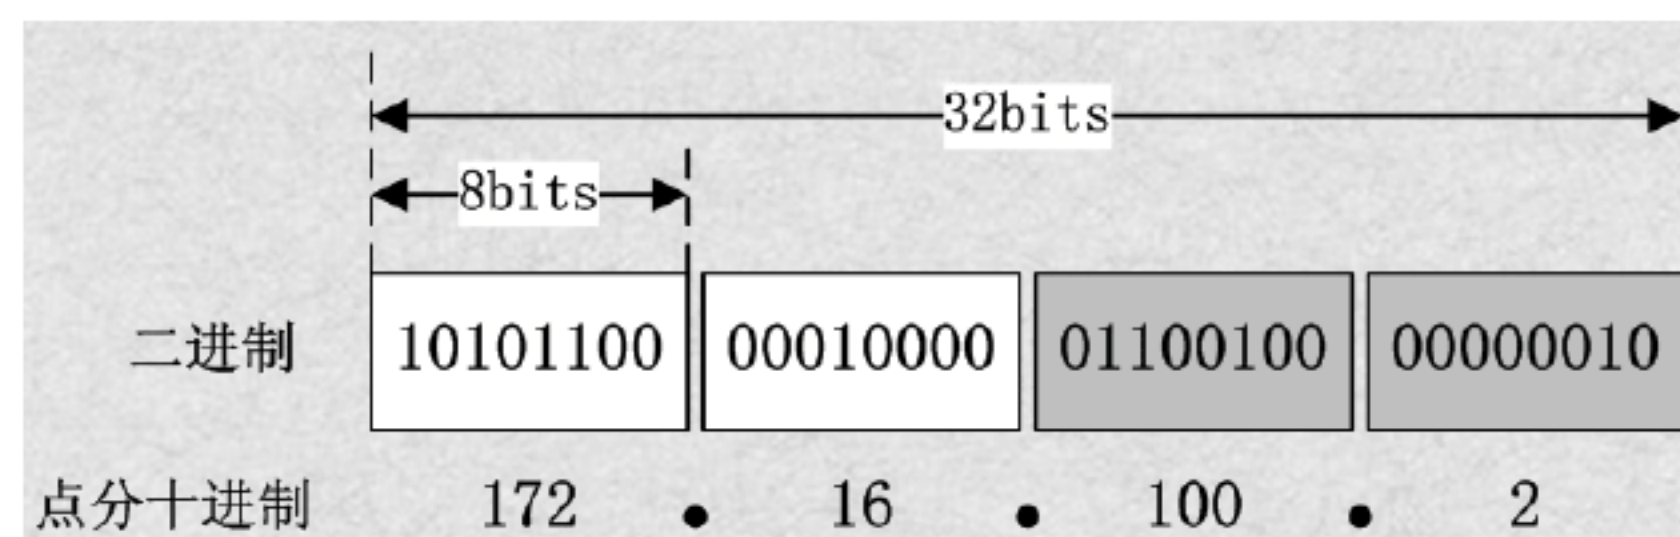 32bits
8bits
二进制 10101100 00010000 01100100 00000010
点分十进制 172 . 16 . 100 . 2